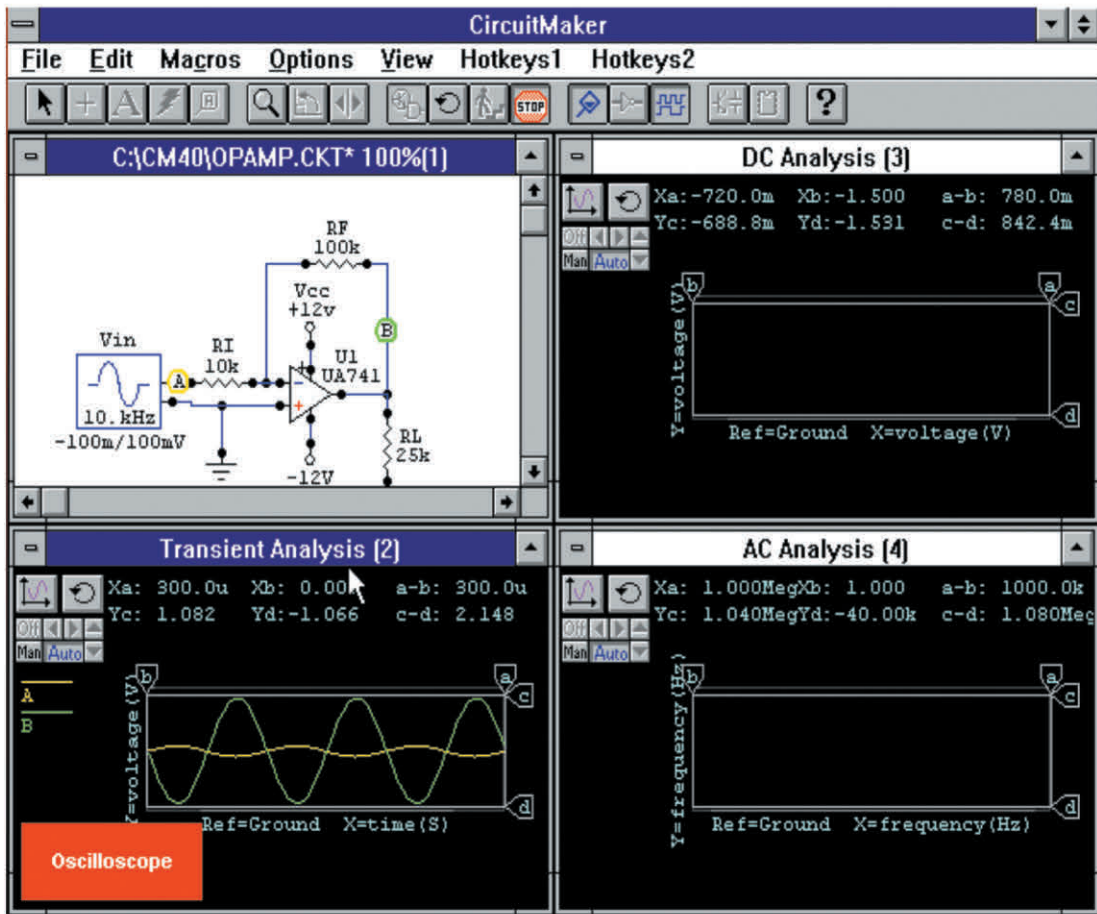 CircuitMaker
File Edit Macros Options View Hotkeys1 Hotkeys2
A STOP ?
C:\CM40\OPAMP.CKT* 100%(1)
RF
100k
Vcc
+12v
B
Vin
RI
10k
A
U1
UA741
10. kHz
-100m/100mV
-12V
RL
25k
DC Analysis (3)
Xa:-720.0m Xb:-1.500 a-b: 780.0m
Yc:-688.8m Yd:-1.531 c-d: 842.4m
Off
Man Auto
b a
c
Y=voltage(V)
d
Ref=Ground X=voltage(V)
Transient Analysis (2)
Xa: 300.0u Xb: 0.00 a-b: 300.0u
Yc: 1.082 Yd:-1.066 c-d: 2.148
Off
Man Auto
A
B
b a
c
Y=voltage(V)
d
Ref=Ground X=time(S)
Oscilloscope
AC Analysis (4)
Xa: 1.000MegXb: 1.000 a-b: 1000.0k
Yc: 1.040MegYd:-40.00k c-d: 1.080Meg
Off
Man Auto
b a
c
Y=frequency(Hz)
d
Ref=Ground X=frequency(Hz)